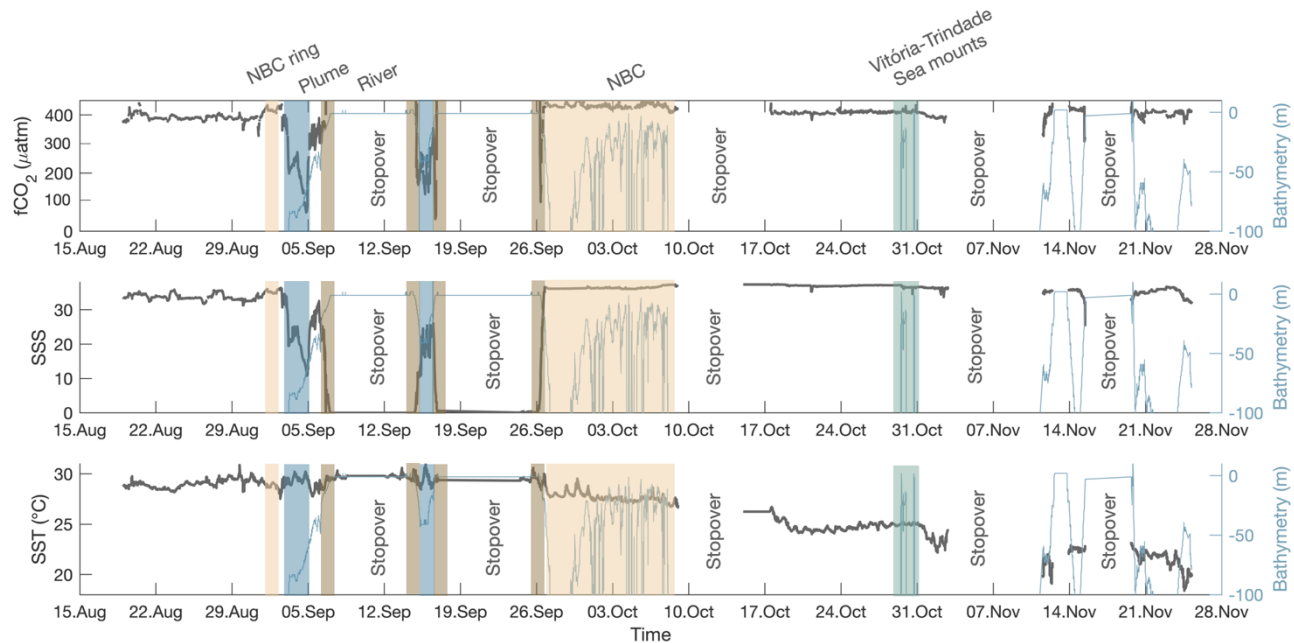 NBC ring
Plume
River
NBC
Vitória-Trindade
Sea mounts
fCO2 (µatm)
400
300
200
100
0
Stopover
Stopover
Stopover
0
-50
-100
Bathymetry (m)
15.Aug 22.Aug 29.Aug 05.Sep 12.Sep 19.Sep 26.Sep 03.Oct 10.Oct 17.Oct 24.Oct 31.Oct 07.Nov 14.Nov 21.Nov 28.Nov
SSS
30
20
10
0
Stopover
Stopover
Stopover
Stopover
Stopover
0
-50
-100
Bathymetry (m)
15.Aug 22.Aug 29.Aug 05.Sep 12.Sep 19.Sep 26.Sep 03.Oct 10.Oct 17.Oct 24.Oct 31.Oct 07.Nov 14.Nov 21.Nov 28.Nov
SST (°C)
30
25
20
Stopover
Stopover
Stopover
Stopover
Stopover
0
-50
-100
Bathymetry (m)
15.Aug 22.Aug 29.Aug 05.Sep 12.Sep 19.Sep 26.Sep 03.Oct 10.Oct 17.Oct 24.Oct 31.Oct 07.Nov 14.Nov 21.Nov 28.Nov
Time